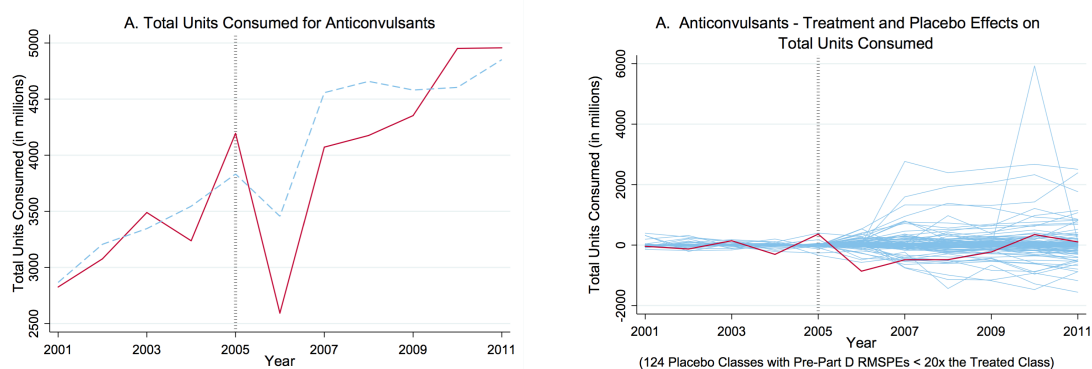 A. Total Units Consumed for Anticonvulsants
Total Units Consumed (in millions)
5000
4500
4000
3500
3000
2500
2001
2003
2005
2007
2009
2011
Year
A. Anticonvulsants - Treatment and Placebo Effects on
Total Units Consumed
Total Units Consumed (in millions)
6000
4000
2000
0
-2000
2001
2003
2005
2007
2009
2011
Year
(124 Placebo Classes with Pre-Part D RMSPEs < 20x the Treated Class)